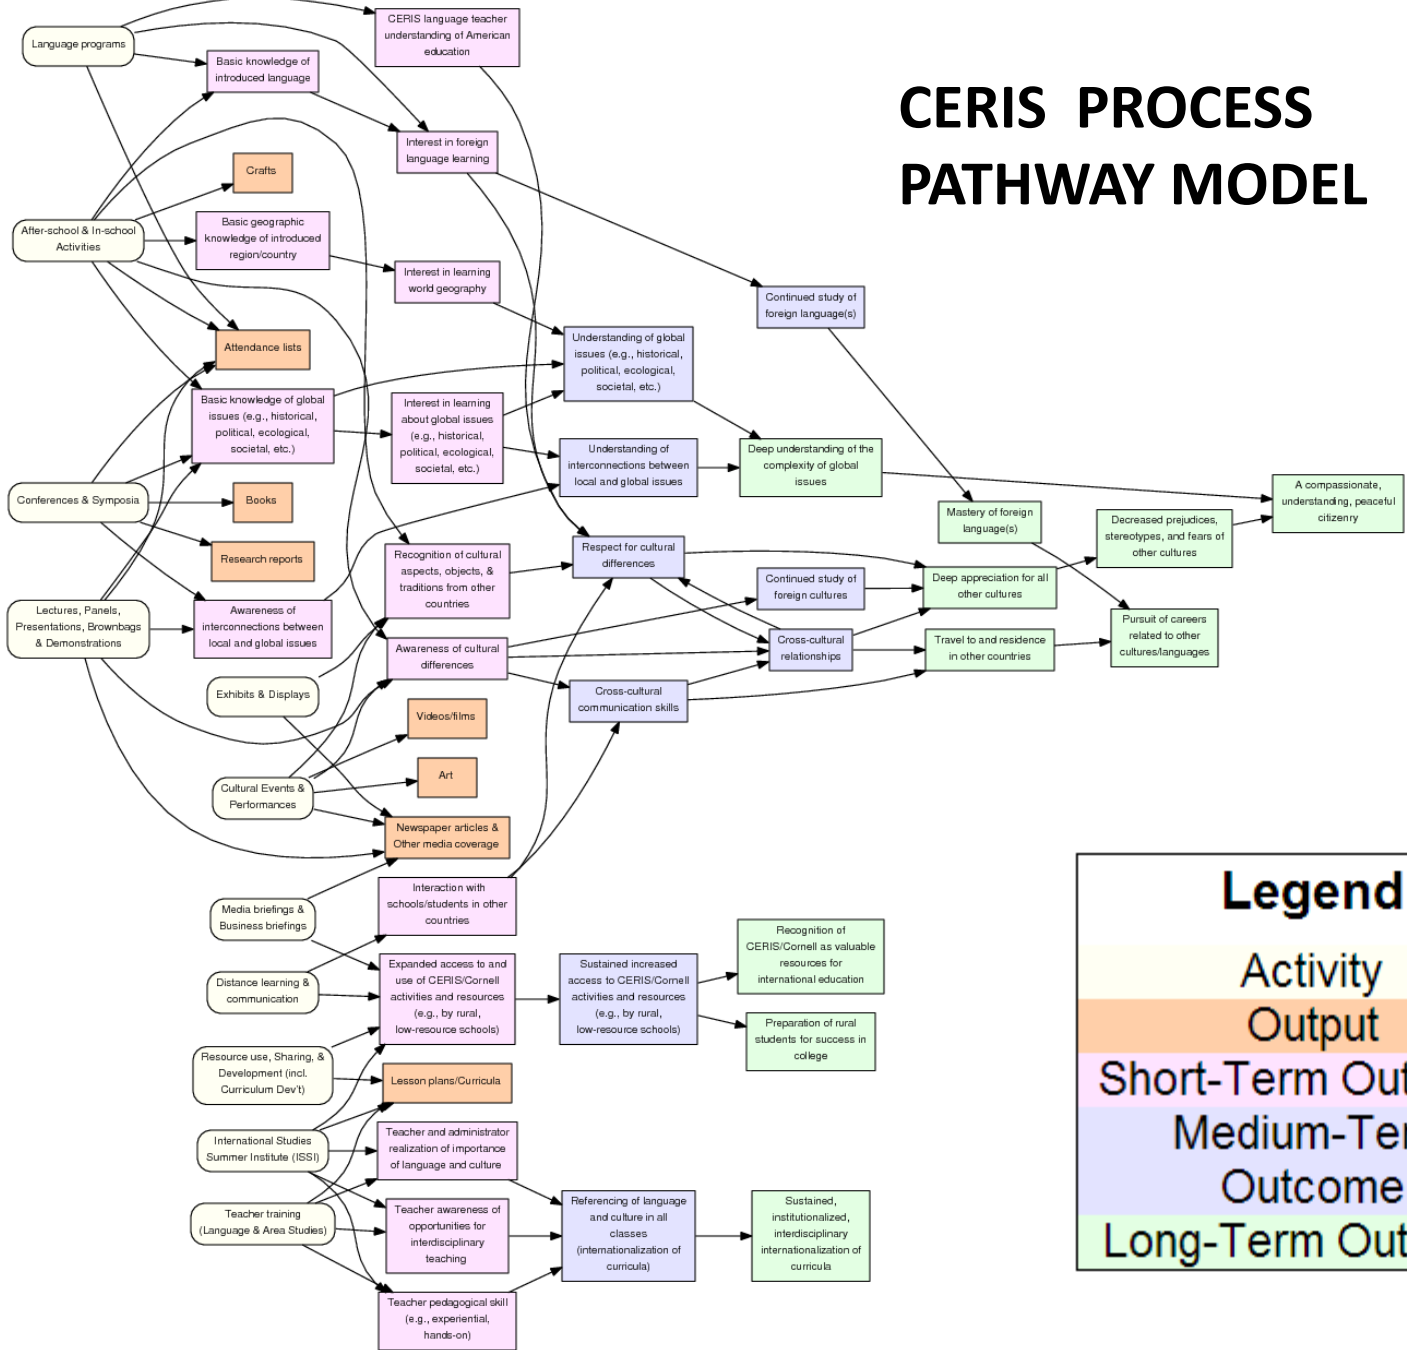 CERIS PROCESS
PATHWAY MODEL
Language programs
CERIS language teacher
understanding of American
education
Basic knowledge of
introduced language
Interest in foreign
language learning
Crafts
After-school & In-school
Activities
Basic geographic
knowledge of introduced
region/country
Interest in learning
world geography
Continued study of
foreign language(s)
Attendance lists
Understanding of global
issues (e.g., historical,
political, ecological,
societal, etc.)
Basic knowledge of global
issues (e.g., historical,
political, ecological,
societal, etc.)
Interest in learning
about global issues
(e.g., historical,
political, ecological,
societal, etc.)
Understanding of
interconnections between
local and global issues
Deep understanding of the
complexity of global
issues
A compassionate,
understanding, peaceful
citizenry
Conferences & Symposia
Books
Mastery of foreign
language(s)
Decreased prejudices,
stereotypes, and fears of
other cultures
Research reports
Recognition of cultural
aspects, objects, &
traditions from other
countries
Respect for cultural
differences
Continued study of
foreign cultures
Deep appreciation for all
other cultures
Lectures, Panels,
Presentations, Brownbags
& Demonstrations
Awareness of
interconnections between
local and global issues
Awareness of cultural
differences
Cross-cultural
relationships
Travel to and residence
in other countries
Pursuit of careers
related to other
cultures/languages
Exhibits & Displays
Cross-cultural
communication skills
Videos/films
Art
Cultural Events &
Performances
Newspaper articles &
Other media coverage
Interaction with
schools/students in other
countries
Media briefings &
Business briefings
Distance learning &
communication
Expanded access to and
use of CERIS/Cornell
activities and resources
(e.g., by rural,
low-resource schools)
Sustained increased
access to CERIS/Cornell
activities and resources
(e.g., by rural,
low-resource schools)
Recognition of
CERIS/Cornell as valuable
resources for
international education
Preparation of rural
students for success in
college
Resource use, Sharing, &
Development (incl.
Curriculum Dev't)
Lesson plans/Curricula
International Studies
Summer Institute (ISSI)
Teacher and administrator
realization of importance
of language and culture
Teacher training
(Language & Area Studies)
Teacher awareness of
opportunities for
interdisciplinary
teaching
Referencing of language
and culture in all
classes
(internationalization of
curricula)
Sustained,
institutionalized,
interdisciplinary
internationalization of
curricula
Teacher pedagogical skill
(e.g., experiential,
hands-on)
Legend
Activity
Output
Short-Term Out
Medium-Ter
Outcome
Long-Term Out